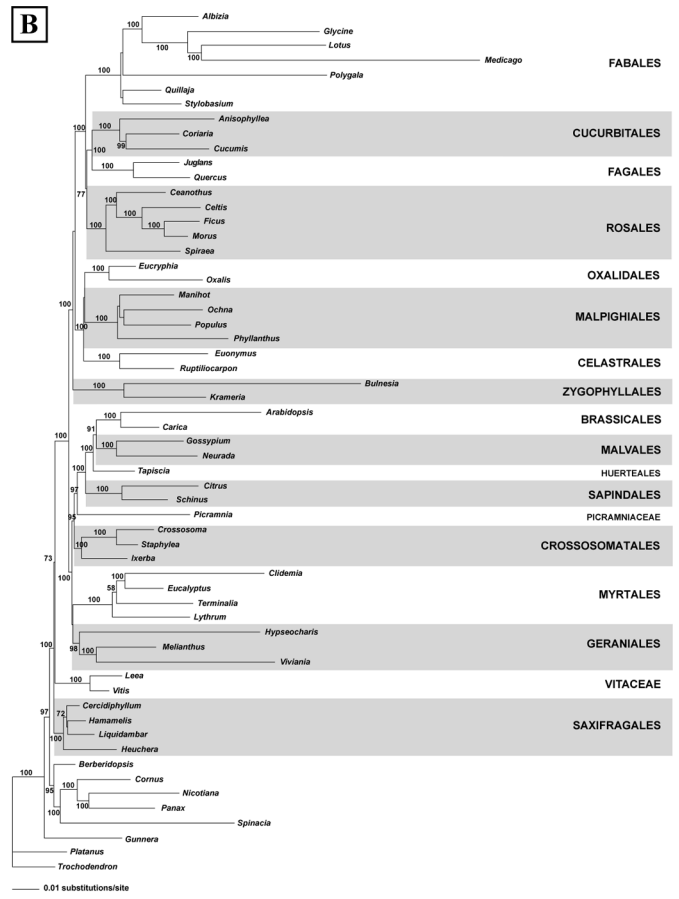 B
Albizia
100
Glycine
Lotus
100
100
Medicago
FABALES
100
Polygala
Quillaja
Stylobasium
100
Anisophyllea
100
Coriaria
CUCURBITALES
99
Cucumis
100
Juglans
100
FAGALES
Quercus
77
100
Ceanothus
Celtis
100
100
Ficus
ROSALES
100
Morus
Spiraea
100
Eucryphia
OXALIDALES
Oxalis
Manihot
100
Ochna
MALPIGHIALES
100
Populus
Phyllanthus
Euonymus
100
CELASTRALES
Ruptiliocarpon
100
Bulnesia
ZYGOPHYLLALES
Krameria
100
Arabidopsis
BRASSICALES
91
Carica
100
Gossypium
MALVALES
100
Neurada
100
Tapiscia
HUERTEALES
97
100
Citrus
SAPINDALES
Schinus
95
Picramnia
PICRAMNIACEAE
100
Crossosoma
100
Staphylea
CROSSOSOMATALES
Ixerba
73
100
100
Clidemia
58
Eucalyptus
MYRTALES
100
Terminalia
Lythrum
Hypseocharis
98
100
Melianthus
GERANIALES
Viviania
100
100
Leea
VITACEAE
Vitis
97
Cercidiphyllum
72
Hamamelis
SAXIFRAGALES
100
Liquidambar
Heuchera
100
Berberidopsis
95
100
Cornus
100
Nicotiana
100
Panax
Spinacia
Gunnera
Platanus
Trochodendron
0.01 substitutions/site